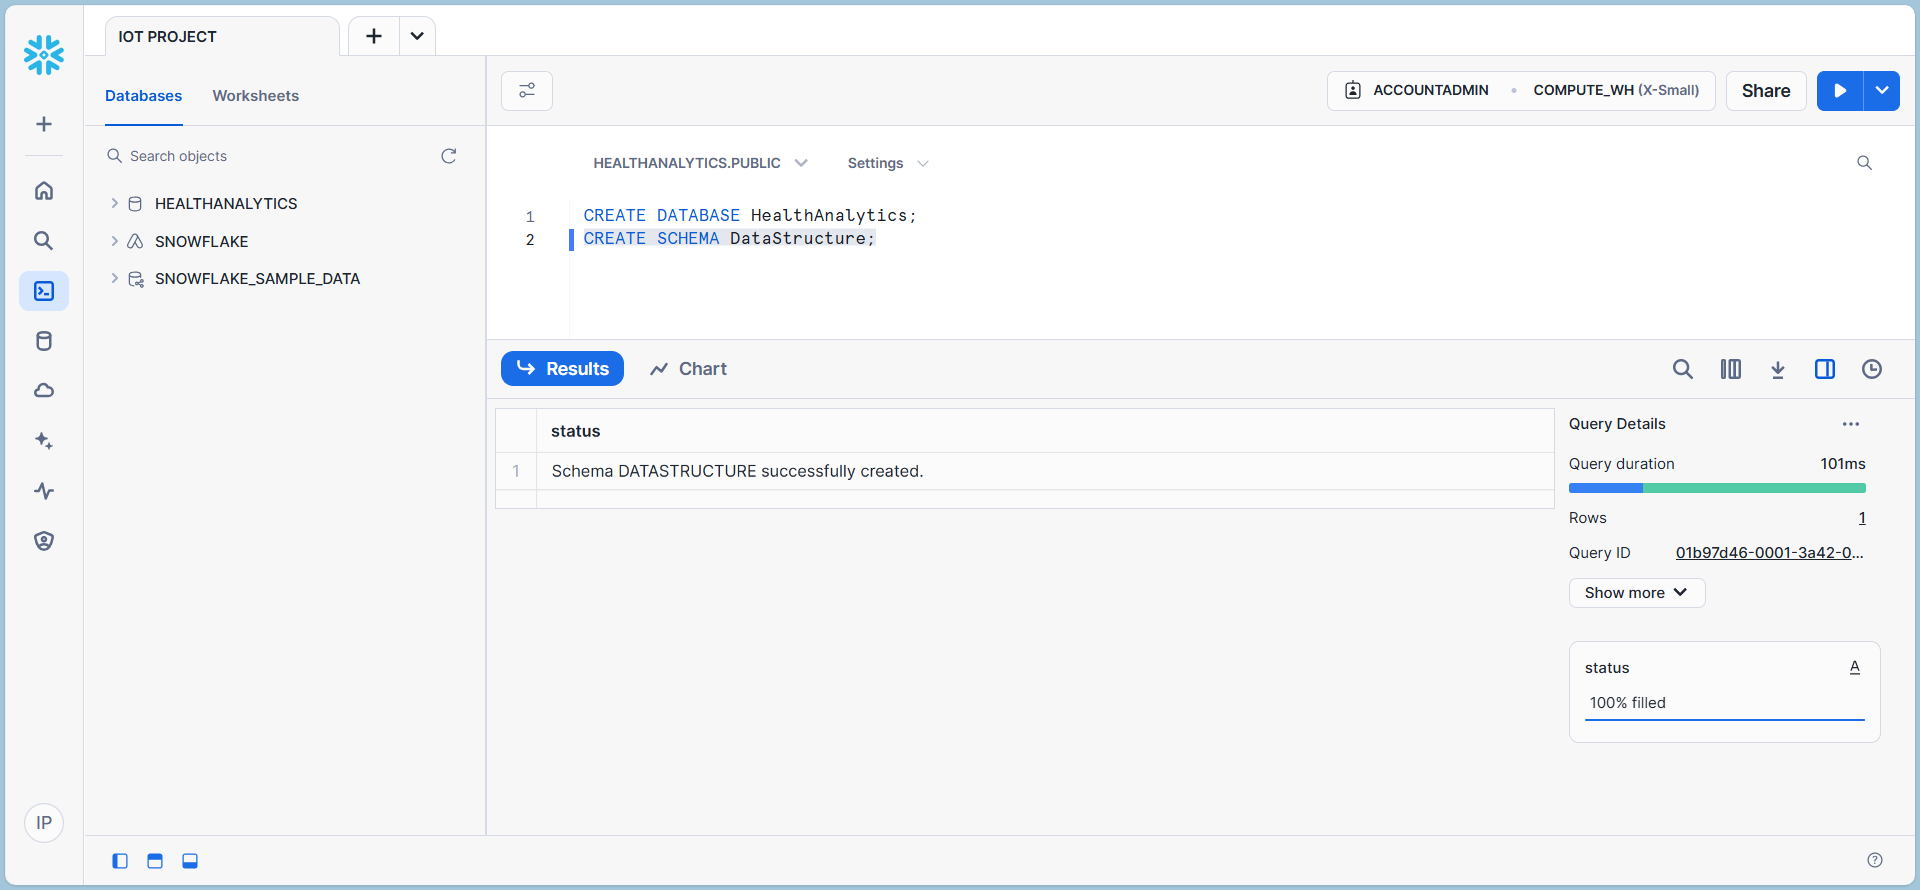 IOT PROJECT
Databases
Worksheets
Search objects
HEALTHANALYTICS
SNOWFLAKE
SNOWFLAKE_SAMPLE_DATA
IP
ACCOUNTADMIN
COMPUTE_WH (X-Small)
Share
HEALTHANALYTICS.PUBLIC
Settings
1 CREATE DATABASE HealthAnalytics;
2 CREATE SCHEMA DataStructure;
Results
Chart
status
1 Schema DATASTRUCTURE successfully created.
Query Details
Query duration 101ms
Rows 1
Query ID 01b97d46-0001-3a42-0...
Show more
status A
100% filled